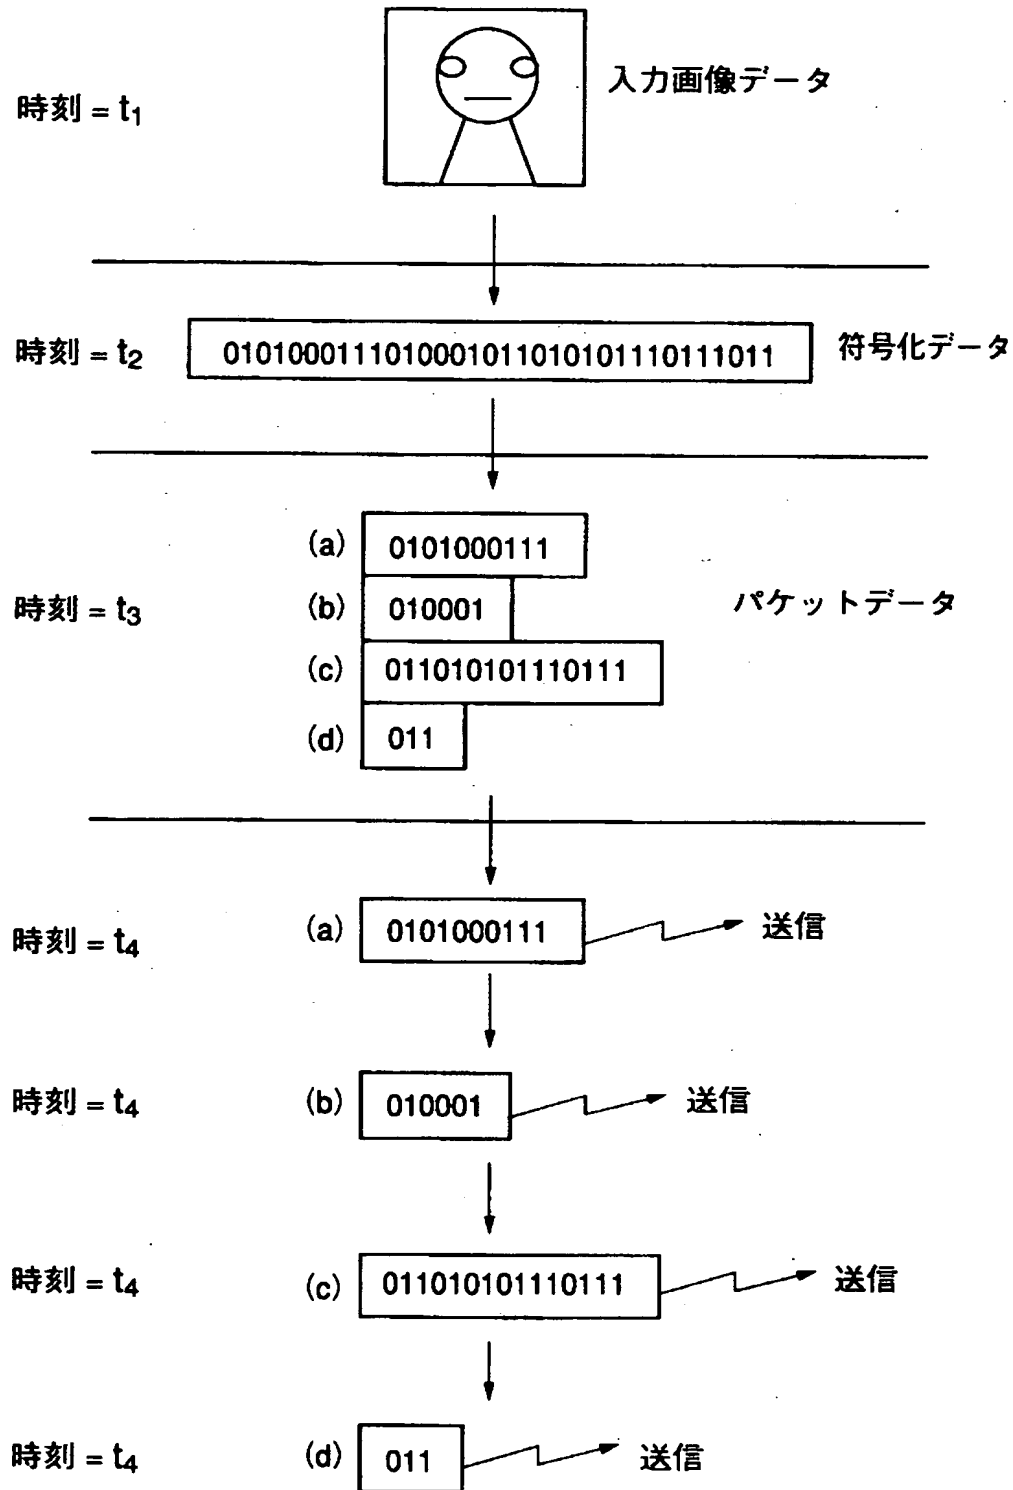 入力画像データ
時刻 = t1
時刻 = t2 0101000111010001011010101110111011 符号化データ
(a) 0101000111
時刻 = t3 (b) 010001 パケットデータ
(c) 011010101110111
(d) 011
時刻 = t4 (a) 0101000111 送信
時刻 = t4 (b) 010001 送信
時刻 = t4 (c) 011010101110111 送信
時刻 = t4 (d) 011 送信